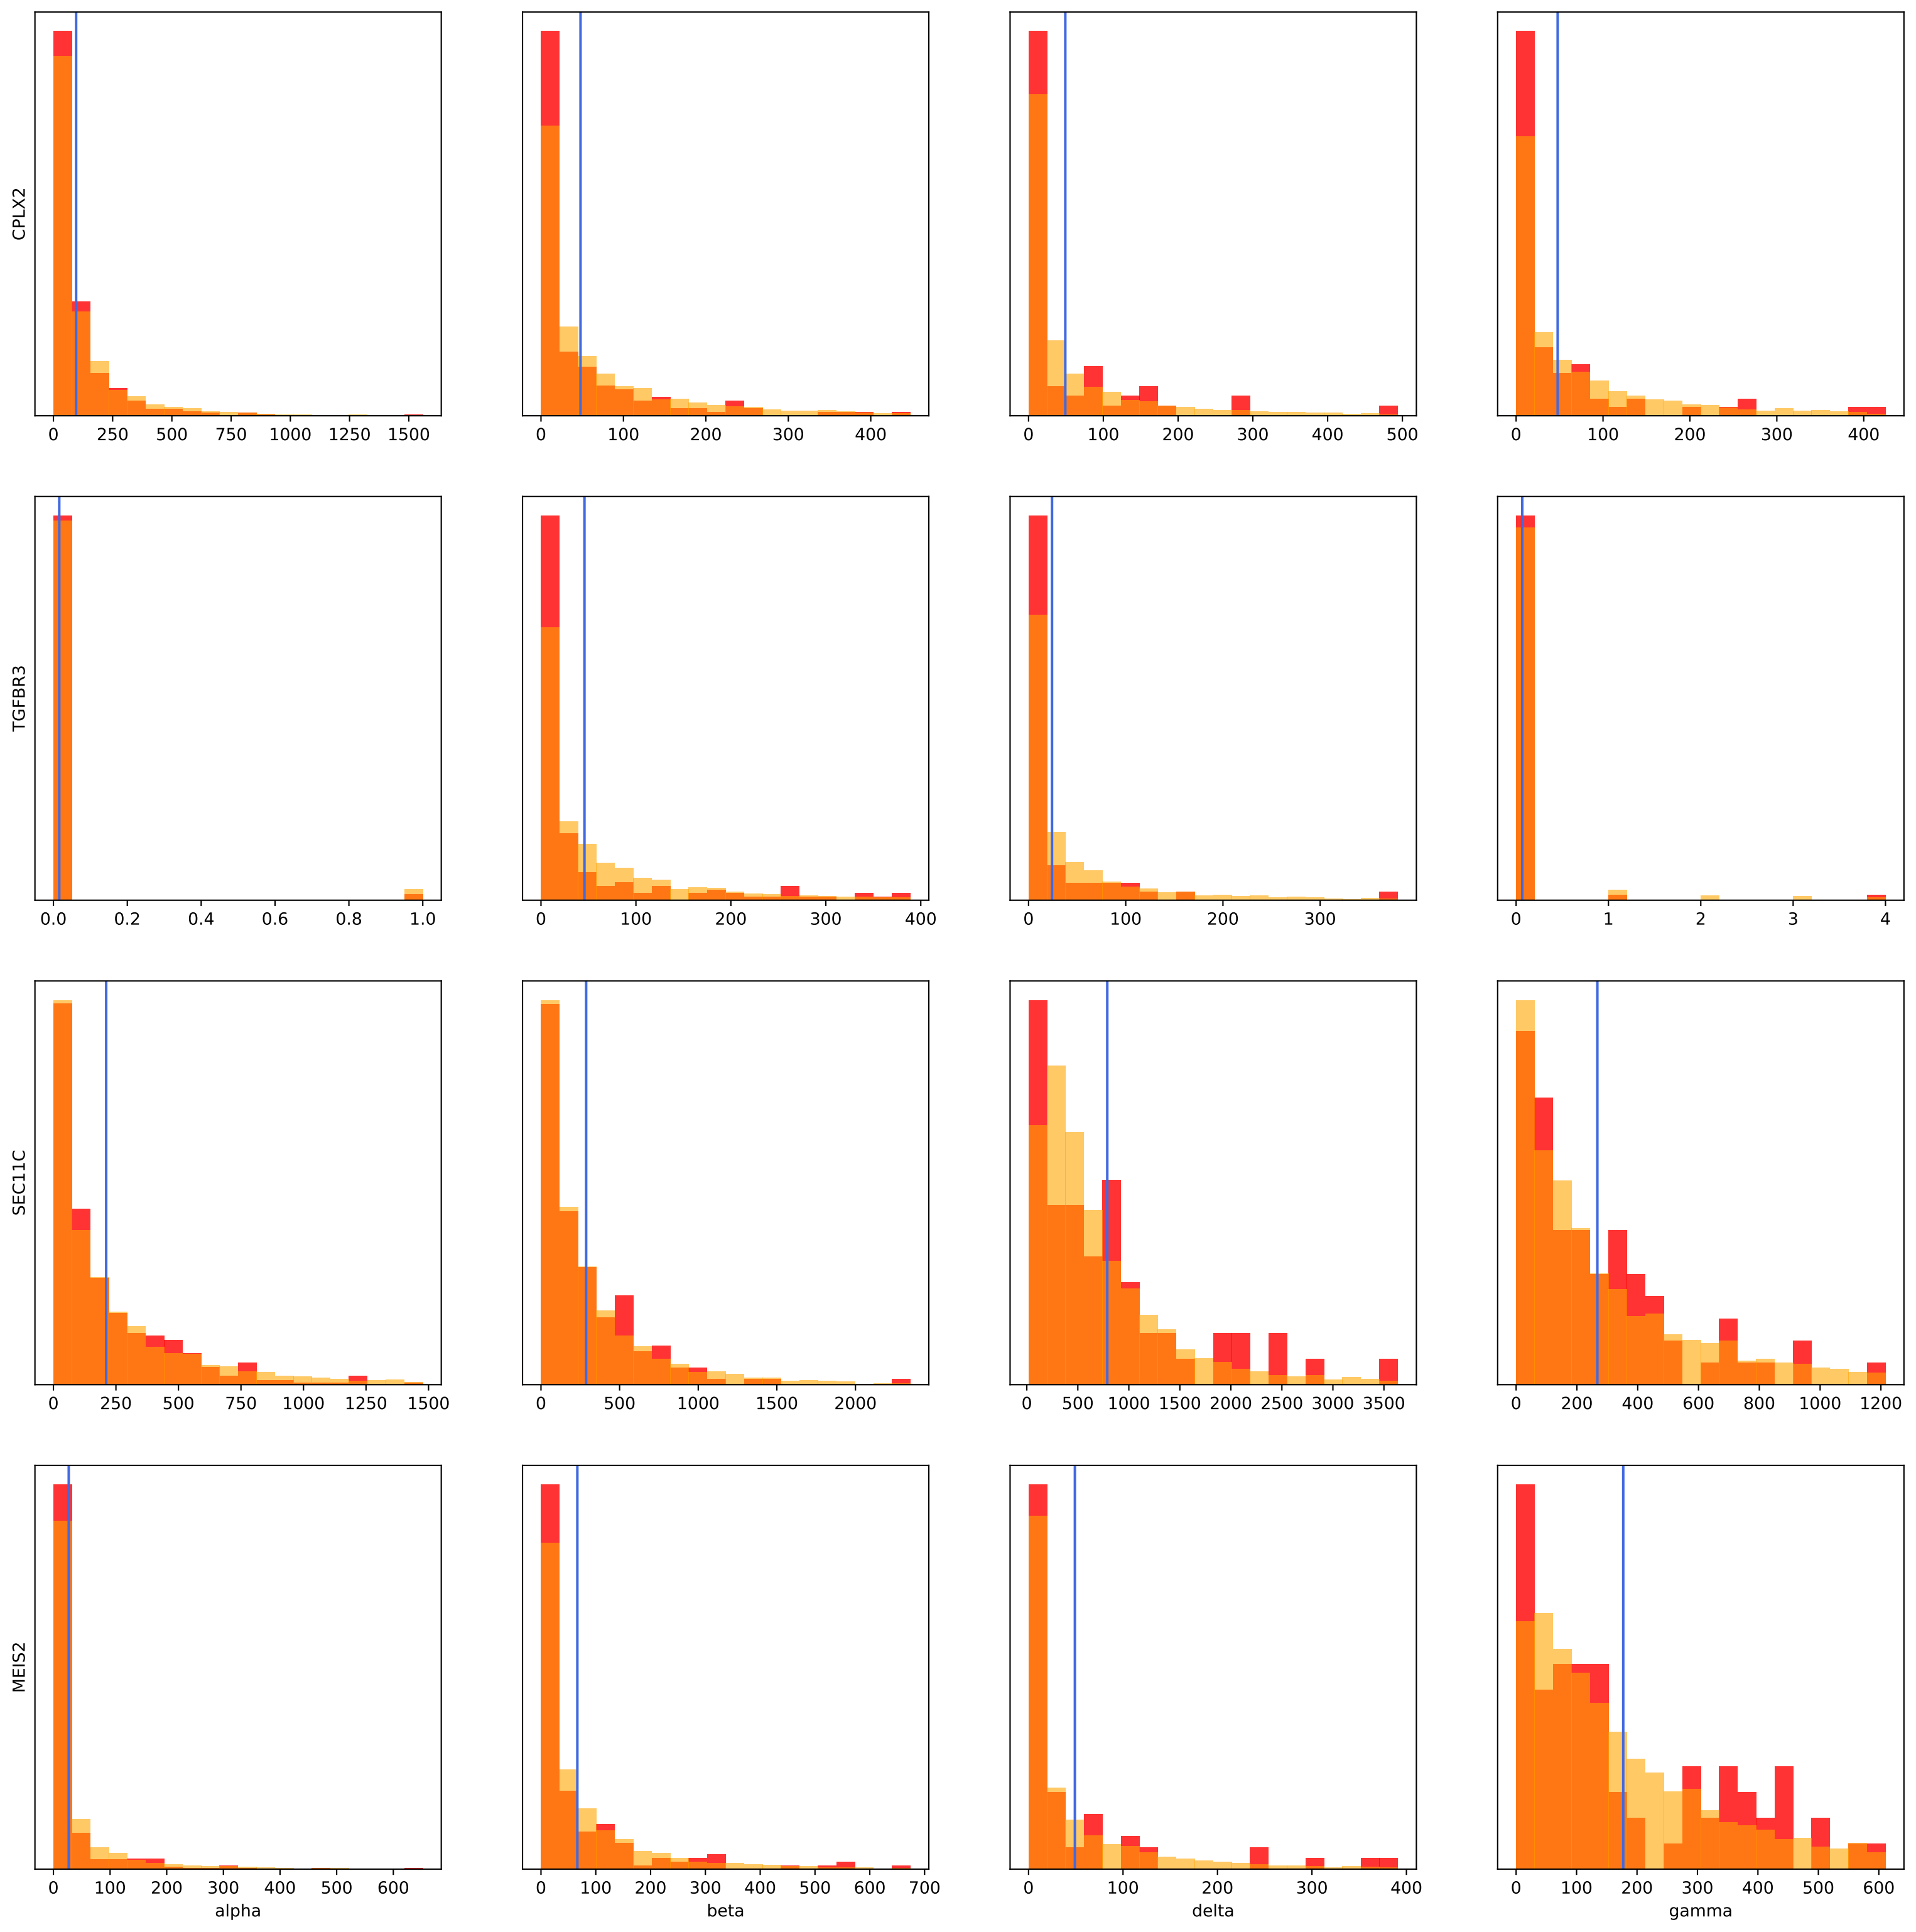 CPLX2
0 250 500 750 1000 1250 1500
0 100 200 300 400
0 100 200 300 400 500
0 100 200 300 400
TGFBR3
0.0 0.2 0.4 0.6 0.8 1.0
0 100 200 300 400
0 100 200 300
0 1 2 3 4
SEC11C
0 250 500 750 1000 1250 1500
0 500 1000 1500 2000
0 500 1000 1500 2000 2500 3000 3500
0 200 400 600 800 1000 1200
MEIS2
0 100 200 300 400 500 600
0 100 200 300 400 500 600 700
0 100 200 300 400
0 100 200 300 400 500 600
alpha
beta
delta
gamma